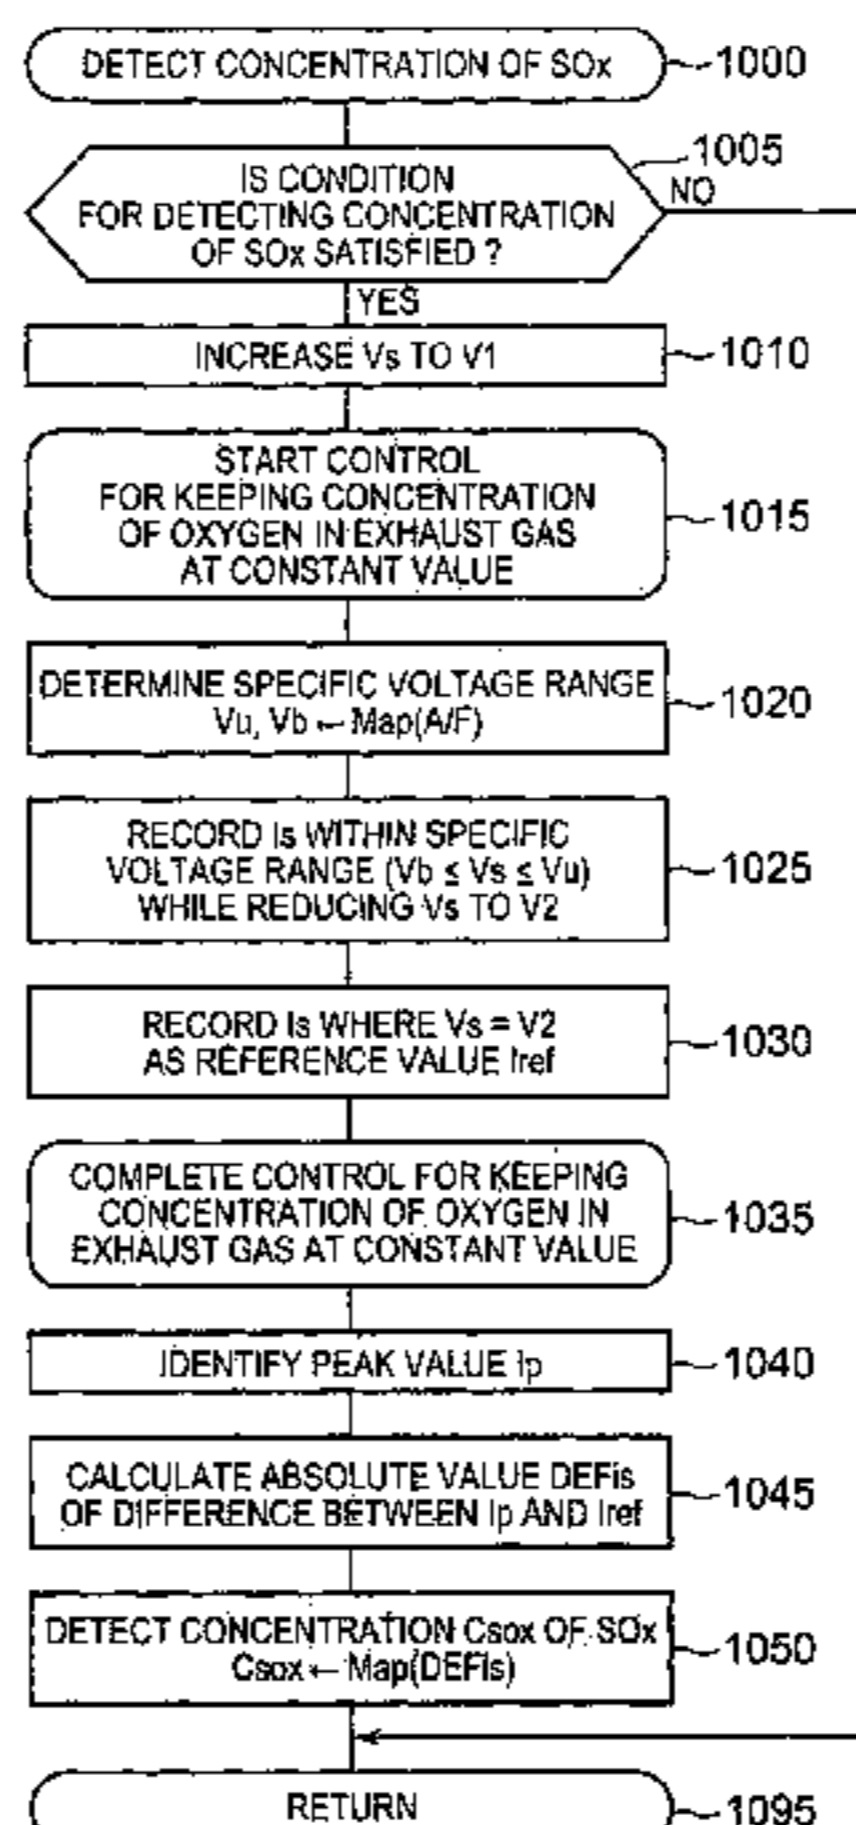 DETECT CONCENTRATION OF SOx
1000
IS CONDITION
FOR DETECTING CONCENTRATION
OF SOx SATISFIED ?
1005
NO
YES
INCREASE Vs TO V1
1010
START CONTROL
FOR KEEPING CONCENTRATION
OF OXYGEN IN EXHAUST GAS
AT CONSTANT VALUE
1015
DETERMINE SPECIFIC VOLTAGE RANGE
Vu, Vb ← Map(A/F)
1020
RECORD Is WITHIN SPECIFIC
VOLTAGE RANGE (Vb ≤ Vs ≤ Vu)
WHILE REDUCING Vs TO V2
1025
RECORD Is WHERE Vs = V2
AS REFERENCE VALUE Iref
1030
COMPLETE CONTROL FOR KEEPING
CONCENTRATION OF OXYGEN IN
EXHAUST GAS AT CONSTANT VALUE
1035
IDENTIFY PEAK VALUE Ip
1040
CALCULATE ABSOLUTE VALUE DEFis
OF DIFFERENCE BETWEEN Ip AND Iref
1045
DETECT CONCENTRATION Csox OF SOx
Csox ← Map(DEFis)
1050
RETURN
1095